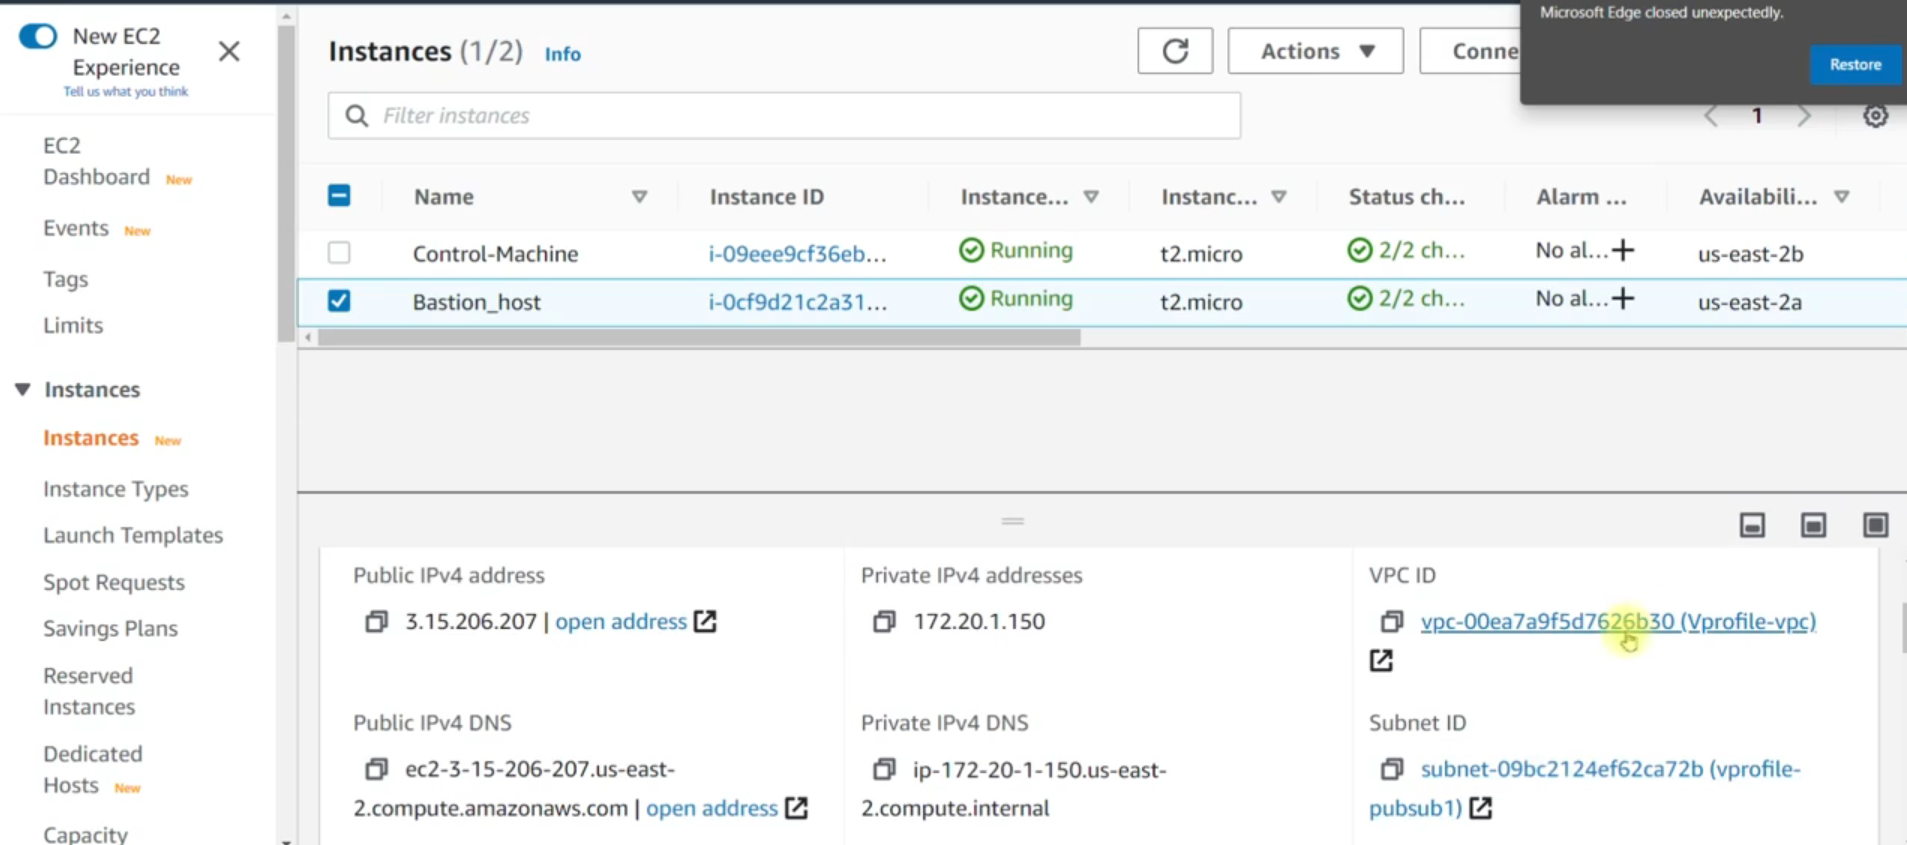 New EC2
Experience
Tell us what you think
EC2
Dashboard New
Events New
Tags
Limits
Instances
Instances New
Instance Types
Launch Templates
Spot Requests
Savings Plans
Reserved
Instances
Dedicated
Hosts New
Capacity
Instances (1/2) Info
Actions
Conne
Microsoft Edge closed unexpectedly.
Restore
Filter instances
1
Name Instance ID Instance... Instanc... Status ch... Alarm ... Availabili...
Control-Machine i-09eee9cf36eb... Running t2.micro 2/2 ch... No al... us-east-2b
Bastion_host i-0cf9d21c2a31... Running t2.micro 2/2 ch... No al... us-east-2a
Public IPv4 address
3.15.206.207 | open address
Private IPv4 addresses
172.20.1.150
VPC ID
vpc-00ea7a9f5d7626b30 (Vprofile-vpc)
Public IPv4 DNS
ec2-3-15-206-207.us-east-
2.compute.amazonaws.com | open address
Private IPv4 DNS
ip-172-20-1-150.us-east-
2.compute.internal
Subnet ID
subnet-09bc2124ef62ca72b (vprofile-
pubsub1)